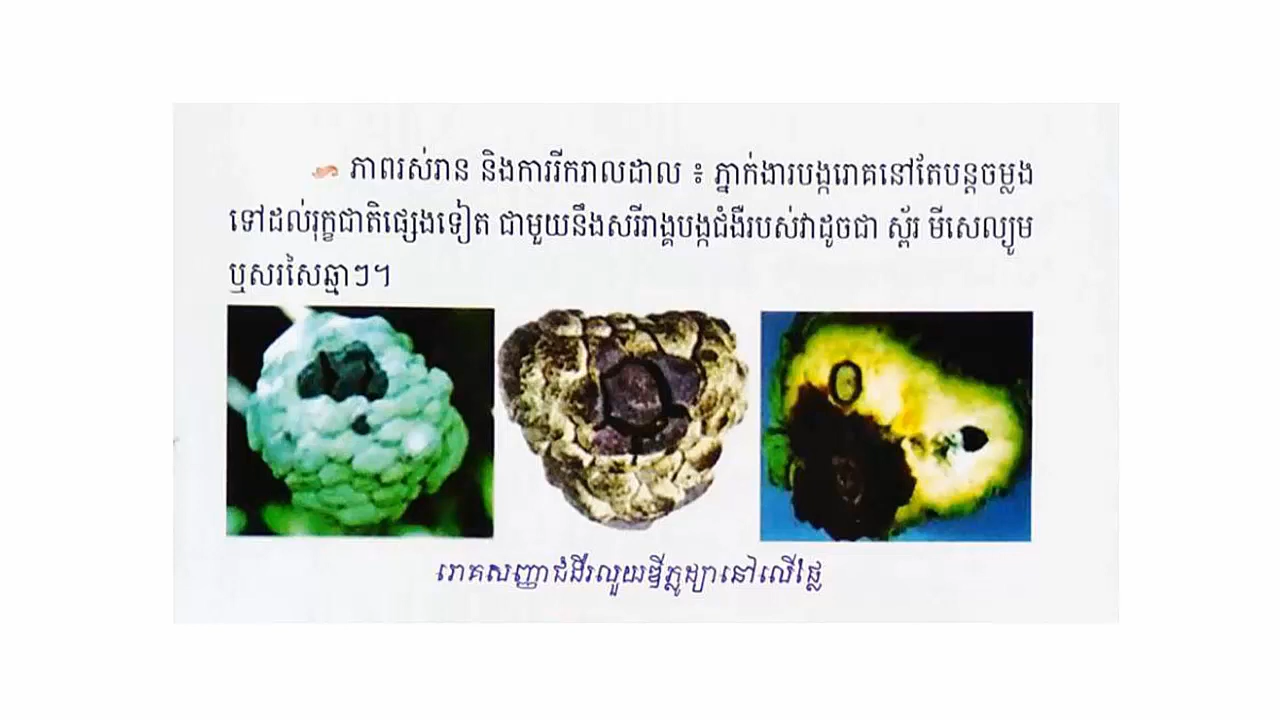 ភាពរស់រាន និងការរីករាលដាល ៖ ភ្នាក់ងារបង្ករោគនៅតែបន្តចម្លង
ទៅដល់រុក្ខជាតិផ្សេងទៀត ជាមួយនឹងសរីរាង្គបង្កជំងឺរបស់វាដូចជា ស្ព័រ មីសេល្យូម
ឬសរសៃឆ្មារៗ។
រោគសញ្ញាជំងឺរលួយឌីភ្លូឌ្យានៅលើផ្លែ